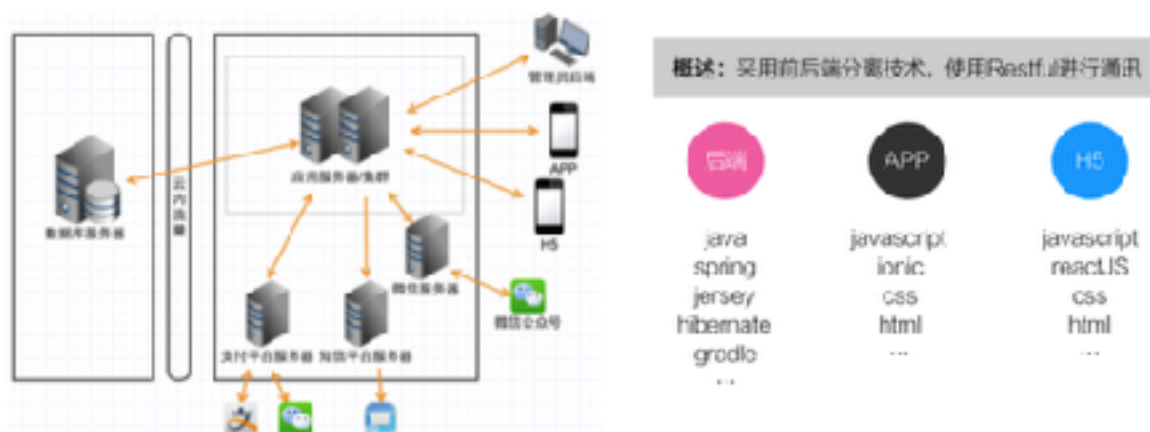 管理员后端
APP
H5
应用服务器/集群
数据库服务器
云内流量
微信服务器
微信公众号
支付平台服务器
短信平台服务器
概述：采用前后端分离技术，使用Restful进行通讯
后端
APP
H5
java
spring
jersey
hibernate
gradle
...
javascript
ionic
css
html
...
javascript
reactJS
css
html
...